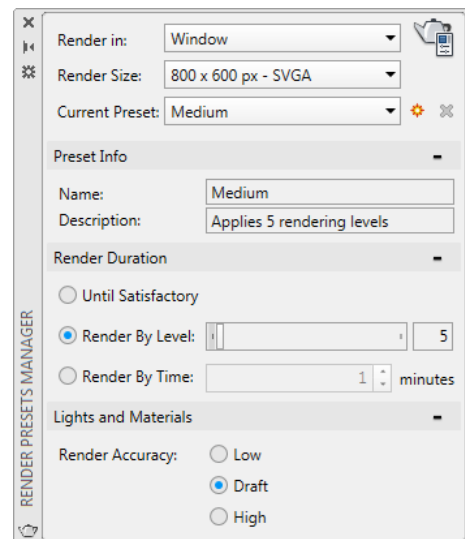 Render in: Window
Render Size: 800 x 600 px - SVGA
Current Preset: Medium
Preset Info
Name: Medium
Description: Applies 5 rendering levels
Render Duration
Until Satisfactory
Render By Level: 5
Render By Time: 1 minutes
Lights and Materials
Render Accuracy: Low
Draft
High
RENDER PRESETS MANAGER